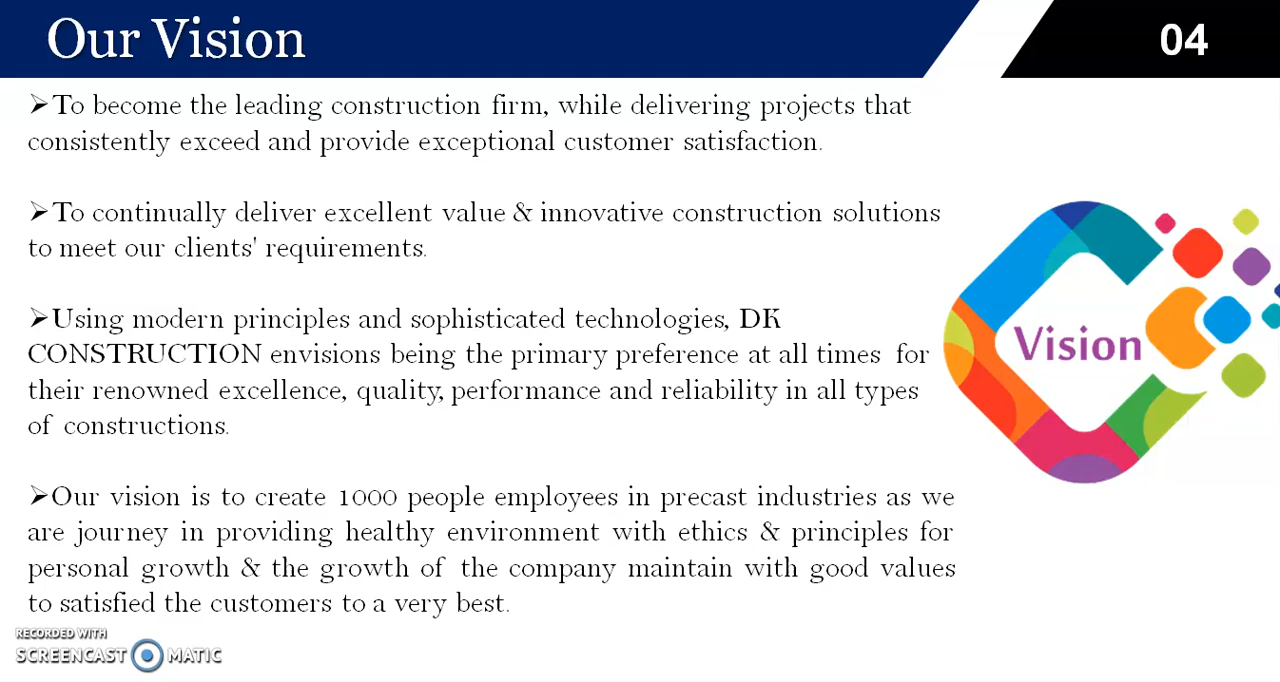 Our Vision
04
➢To become the leading construction firm, while delivering projects that
consistently exceed and provide exceptional customer satisfaction.
➢To continually deliver excellent value & innovative construction solutions
to meet our clients' requirements.
➢Using modern principles and sophisticated technologies, DK
CONSTRUCTION envisions being the primary preference at all times for
their renowned excellence, quality, performance and reliability in all types
of constructions.
➢Our vision is to create 1000 people employees in precast industries as we
are journey in providing healthy environment with ethics & principles for
personal growth & the growth of the company maintain with good values
to satisfied the customers to a very best.
Vision
RECORDED WITH
SCREENCAST MATIC